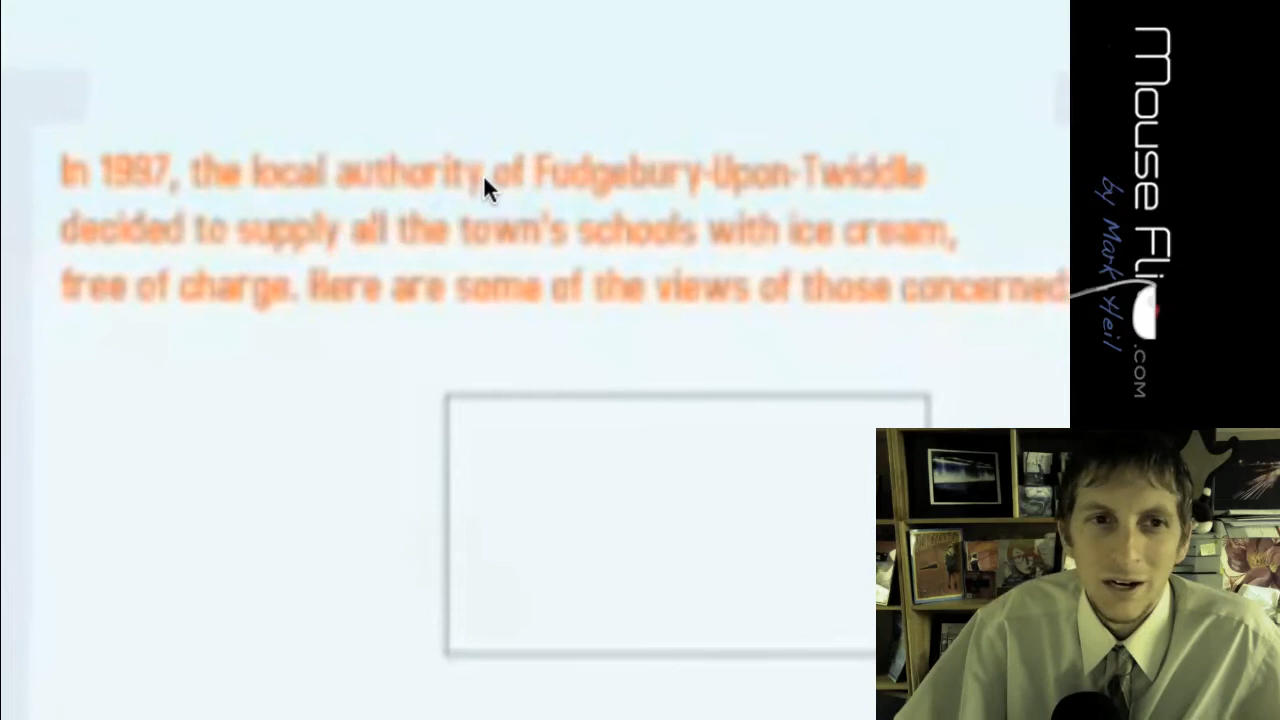 In 1997, the local authority of Fudgebury-Upon-Twiddle
decided to supply all the town's schools with ice cream,
free of charge. Here are some of the views of those concerned
Mouse Fli
.COM
by Mark Heil